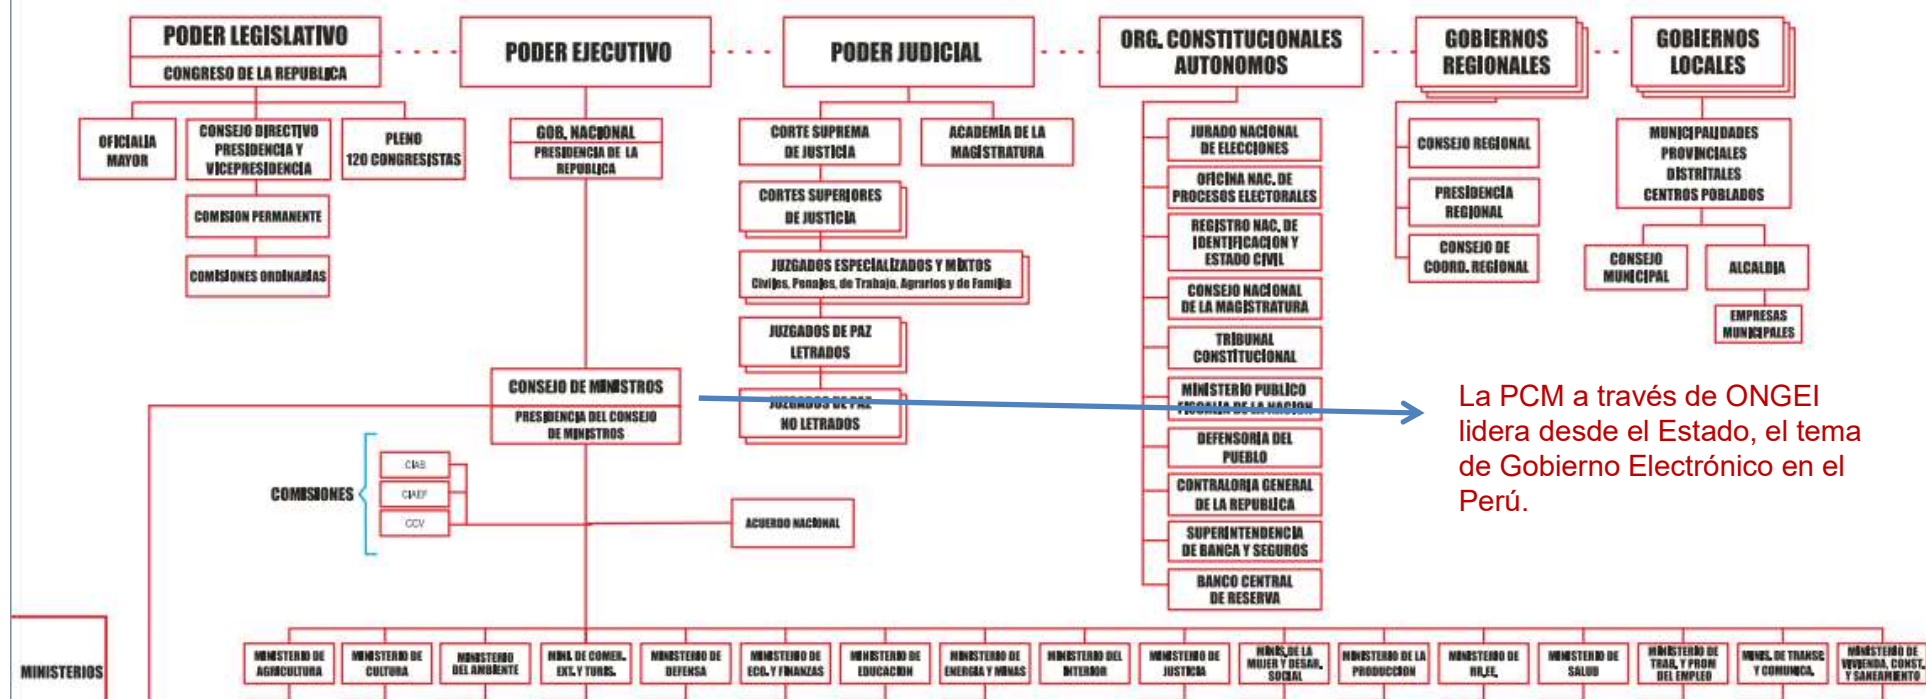 PODER LEGISLATIVO
CONGRESO DE LA REPUBLICA
OFICIALIA
MAYOR
CONSEJO DIRECTIVO
PRESIDENCIA Y
VICEPRESIDENCIA
PLENO
120 CONGRESISTAS
COMISION PERMANENTE
COMISIONES ORDINARIAS
PODER EJECUTIVO
GOB. NACIONAL
PRESIDENCIA DE LA
REPUBLICA
CONSEJO DE MINISTROS
PRESIDENCIA DEL CONSEJO
DE MINISTROS
COMISIONES
CIAS
CIAEF
CCV
ACUERDO NACIONAL
PODER JUDICIAL
CORTE SUPREMA
DE JUSTICIA
ACADEMIA DE LA
MAGISTRATURA
CORTES SUPERIORES
DE JUSTICIA
JUZGADOS ESPECIALIZADOS Y MIXTOS
Civiles, Penales, de Trabajo, Agrarios y de Familia
JUZGADOS DE PAZ
LETRADOS
JUZGADOS DE PAZ
NO LETRADOS
ORG. CONSTITUCIONALES
AUTONOMOS
JURADO NACIONAL
DE ELECCIONES
OFICINA NAC. DE
PROCESOS ELECTORALES
REGISTRO NAC. DE
IDENTIFICACION Y
ESTADO CIVIL
CONSEJO NACIONAL
DE LA MAGISTRATURA
TRIBUNAL
CONSTITUCIONAL
MINISTERIO PUBLICO
FISCALIA DE LA NACION
DEFENSORIA DEL
PUEBLO
CONTRALORIA GENERAL
DE LA REPUBLICA
SUPERINTENDENCIA
DE BANCA Y SEGUROS
BANCO CENTRAL
DE RESERVA
GOBIERNOS
REGIONALES
CONSEJO REGIONAL
PRESIDENCIA
REGIONAL
CONSEJO DE
COORD. REGIONAL
GOBIERNOS
LOCALES
MUNICIPALIDADES
PROVINCIALES
DISTRITALES
CENTROS POBLADOS
CONSEJO
MUNICIPAL
ALCALDIA
EMPRESAS
MUNICIPALES
La PCM a través de ONGEI
lidera desde el Estado, el tema
de Gobierno Electrónico en el
Perú.
MINISTERIOS
MINISTERIO DE
AGRICULTURA
MINISTERIO DE
CULTURA
MINISTERIO
DEL AMBIENTE
MINI. DE COMER.
EXT. Y TURIS.
MINISTERIO DE
DEFENSA
MINISTERIO DE
ECO. Y FINANZAS
MINISTERIO DE
EDUCACION
MINISTERIO DE
ENERGIA Y MINAS
MINISTERIO DEL
INTERIOR
MINISTERIO DE
JUSTICIA
MINIS. DE LA
MUJER Y DESAR.
SOCIAL
MINISTERIO DE LA
PRODUCCION
MINISTERIO DE
RR.EE.
MINISTERIO DE
SALUD
MINISTERIO DE
TRAB. Y PROM
DEL EMPLEO
MINIS. DE TRANSP.
Y COMUNICA.
MINISTERIO DE
VIVIENDA, CONST.
Y SANEAMIENTO